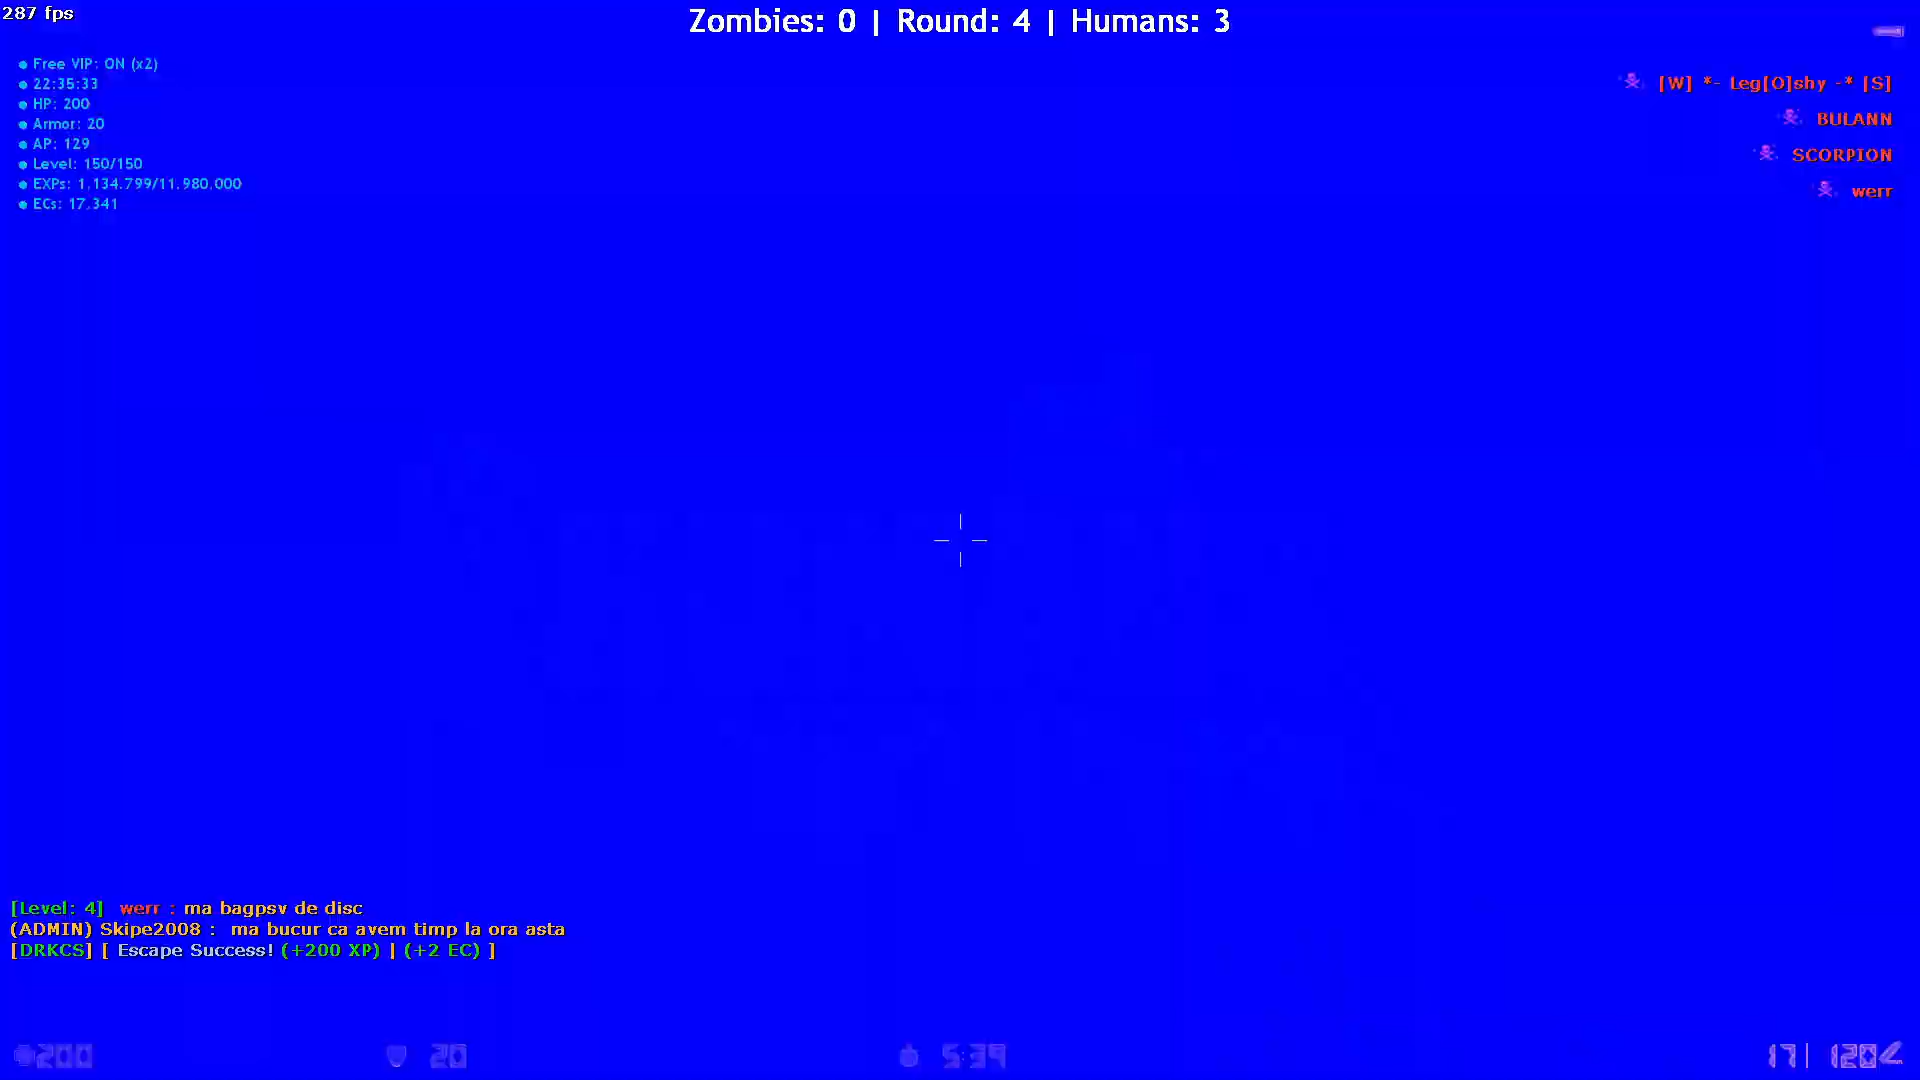 287 fps
Zombies: 0 | Round: 4 | Humans: 3
Free VIP: ON (x2)
22:35:33
HP: 200
Armor: 20
AP: 129
Level: 150/150
EXPs: 1,134.799/11.980,000
ECs: 17,341
[W] *- Leg[O]shy -* [S]
BULANN
SCORPION
werr
[Level: 4] werr : ma bagpsv de disc
(ADMIN) Skipe2008 : ma bucur ca avem timp la ora asta
[DRKCS] [ Escape Success! (+200 XP) | (+2 EC) ]
200 20 5:39 17| 120